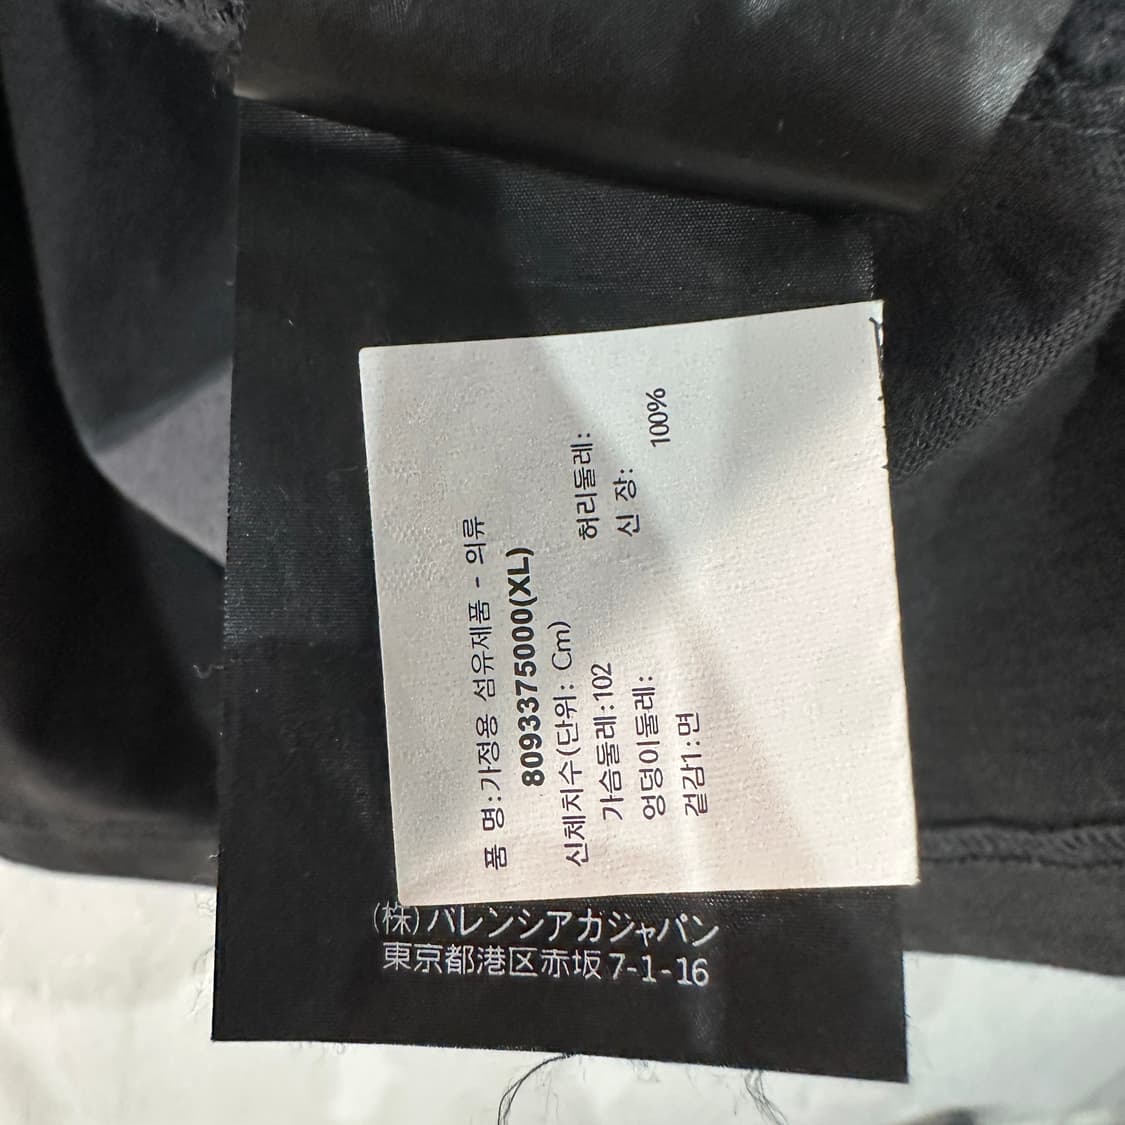 품 명:가정용 섬유제품 - 의류
8093375000(XL)
신체치수(단위: Cm)
가슴둘레:102 허리둘레:
엉덩이둘레: 신 장:
겉감1:면 100%
(株)バレンシアカジャパン
東京都港区赤坂7-1-16